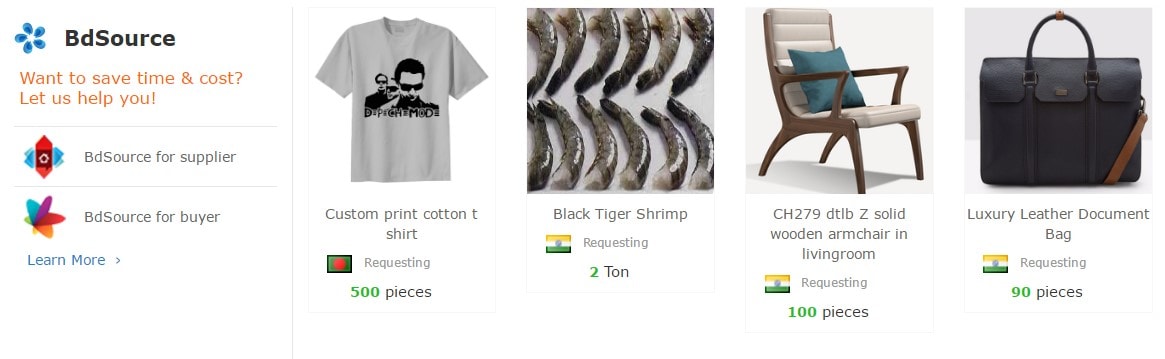 BdSource
Want to save time & cost?
Let us help you!
BdSource for supplier
BdSource for buyer
Learn More ›
DEPECHE MODE
Custom print cotton t
shirt
Requesting
500 pieces
Black Tiger Shrimp
Requesting
2 Ton
CH279 dtlb Z solid
wooden armchair in
livingroom
Requesting
100 pieces
Luxury Leather Document
Bag
Requesting
90 pieces